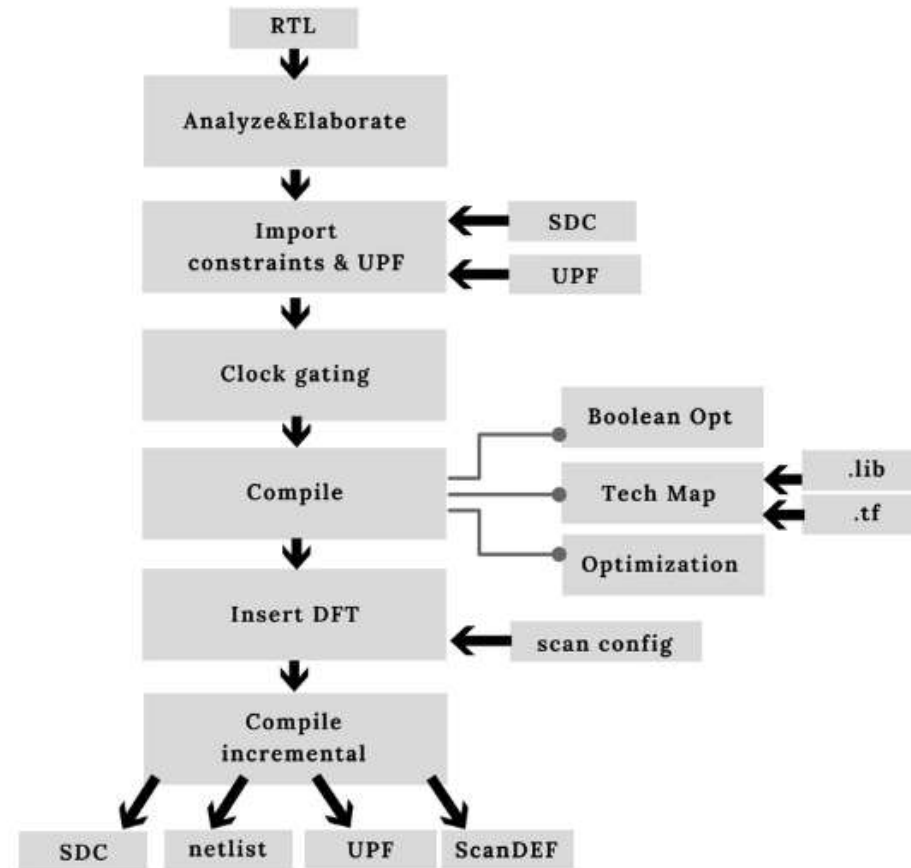 RTL
Analyze&Elaborate
Import
constraints & UPF
SDC
UPF
Clock gating
Compile
Boolean Opt
Tech Map
.lib
.tf
Optimization
Insert DFT
scan config
Compile
incremental
SDC
netlist
UPF
ScanDEF